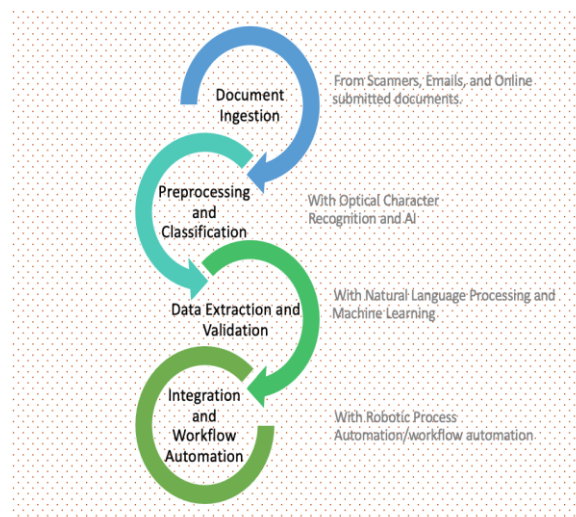 Document
Ingestion
From Scanners, Emails, and Online
submitted documents.
Preprocessing
and
Classification
With Optical Character
Recognition and AI
Data Extraction and
Validation
With Natural Language Processing and
Machine Learning
Integration
and
Workflow
Automation
With Robotic Process
Automation/workflow automation